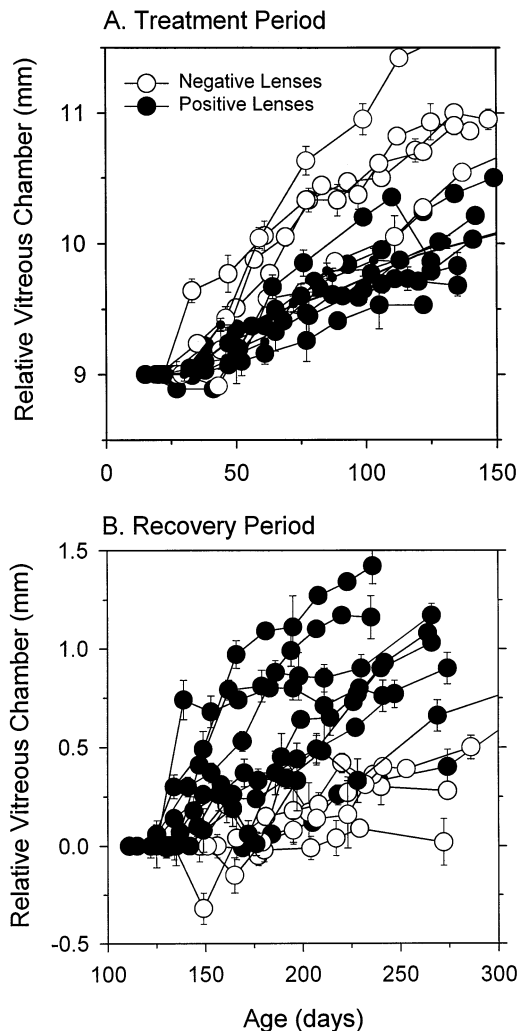 A. Treatment Period
Relative Vitreous Chamber (mm)
Negative Lenses
Positive Lenses
11
10
9
0 50 100 150
B. Recovery Period
Relative Vitreous Chamber (mm)
1.5
1.0
0.5
0.0
-0.5
100 150 200 250 300
Age (days)